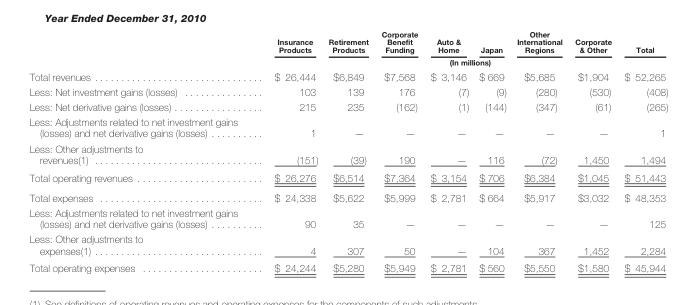 Year Ended December 31, 2010
Insurance Products Retirement Products Corporate Benefit Funding Auto & Home Japan Other International Regions Corporate & Other Total
(In millions)
Total revenues . . . . . . . . . . . . . . . . . . . . . . . . . . . . . . . . $ 26,444 $6,849 $7,568 $ 3,146 $ 669 $5,685 $1,904 $ 52,265
Less: Net investment gains (losses) . . . . . . . . . . . . . . . . 103 139 176 (7) (9) (280) (530) (408)
Less: Net derivative gains (losses) . . . . . . . . . . . . . . . . . 215 235 (162) (1) (144) (347) (61) (265)
Less: Adjustments related to net investment gains
(losses) and net derivative gains (losses) . . . . . . . . . . 1 — — — — — — 1
Less: Other adjustments to
revenues(1) . . . . . . . . . . . . . . . . . . . . . . . . . . . . . . . (151) (39) 190 — 116 (72) 1,450 1,494
Total operating revenues . . . . . . . . . . . . . . . . . . . . . . . $ 26,276 $6,514 $7,364 $ 3,154 $ 706 $6,384 $1,045 $ 51,443
Total expenses . . . . . . . . . . . . . . . . . . . . . . . . . . . . . . . $ 24,338 $5,622 $5,999 $ 2,781 $ 664 $5,917 $3,032 $ 48,353
Less: Adjustments related to net investment gains
(losses) and net derivative gains (losses) . . . . . . . . . . 90 35 — — — — — 125
Less: Other adjustments to
expenses(1) . . . . . . . . . . . . . . . . . . . . . . . . . . . . . . . 4 307 50 — 104 367 1,452 2,284
Total operating expenses . . . . . . . . . . . . . . . . . . . . . . $ 24,244 $5,280 $5,949 $ 2,781 $ 560 $5,550 $1,580 $ 45,944
(1) See definitions of operating revenues and operating expenses for the components of such adjustments.